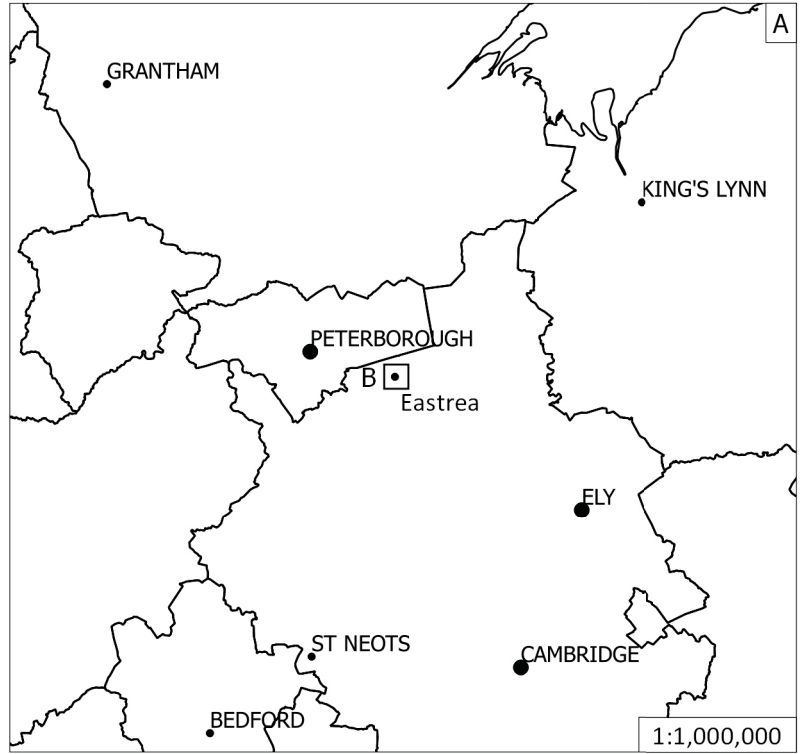 A
GRANTHAM
KING'S LYNN
PETERBOROUGH
B
Eastrea
ELY
ST NEOTS
CAMBRIDGE
BEDFORD
1:1,000,000